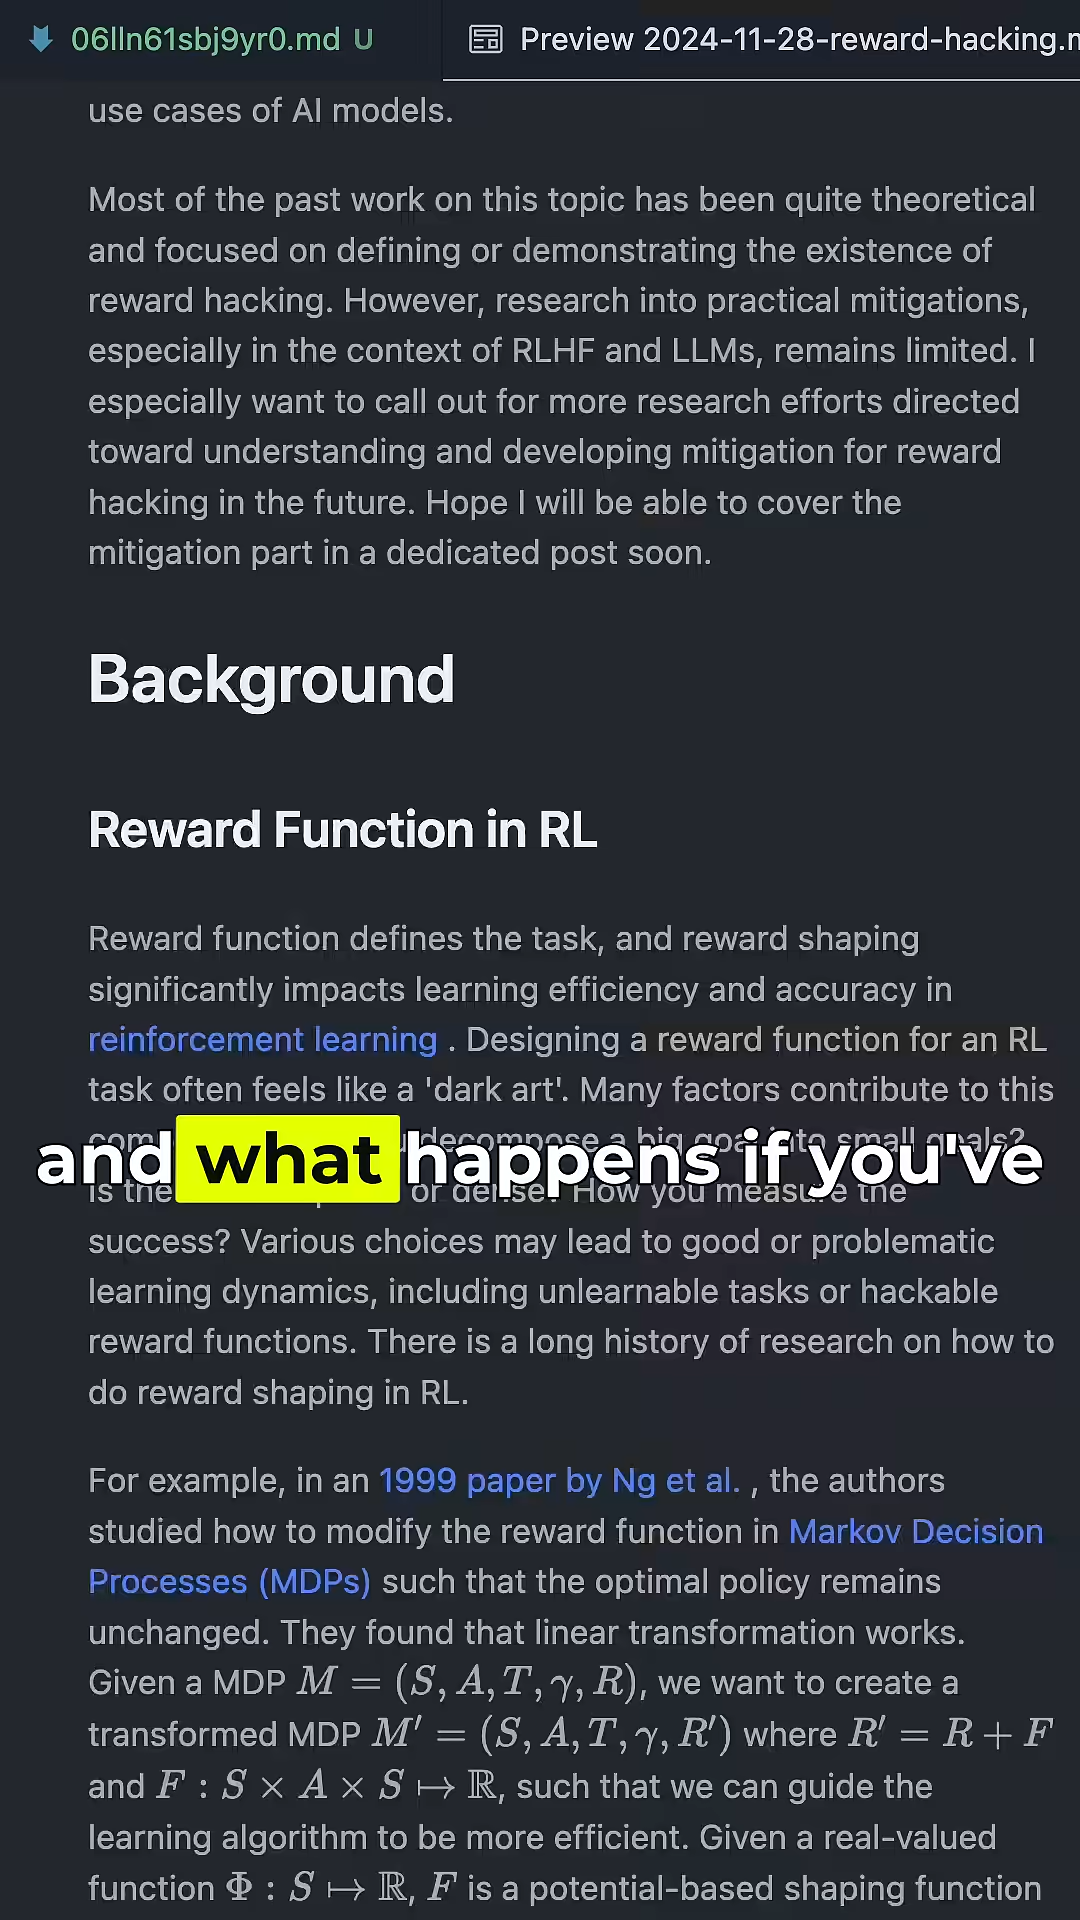 06lln61sbj9yr0.md U
Preview 2024-11-28-reward-hacking.m
use cases of AI models.
Most of the past work on this topic has been quite theoretical
and focused on defining or demonstrating the existence of
reward hacking. However, research into practical mitigations,
especially in the context of RLHF and LLMs, remains limited. I
especially want to call out for more research efforts directed
toward understanding and developing mitigation for reward
hacking in the future. Hope I will be able to cover the
mitigation part in a dedicated post soon.
Background
Reward Function in RL
Reward function defines the task, and reward shaping
significantly impacts learning efficiency and accuracy in
reinforcement learning . Designing a reward function for an RL
task often feels like a 'dark art'. Many factors contribute to this
decompose a big goal into small goals?
and what happens if you've
Is the or dense? How you measure the
success? Various choices may lead to good or problematic
learning dynamics, including unlearnable tasks or hackable
reward functions. There is a long history of research on how to
do reward shaping in RL.
For example, in an 1999 paper by Ng et al. , the authors
studied how to modify the reward function in Markov Decision
Processes (MDPs) such that the optimal policy remains
unchanged. They found that linear transformation works.
Given a MDP M = (S, A, T, γ, R), we want to create a
transformed MDP M′ = (S, A, T, γ, R′) where R′ = R + F
and F : S × A × S ↦ ℝ, such that we can guide the
learning algorithm to be more efficient. Given a real-valued
function Φ : S ↦ ℝ, F is a potential-based shaping function